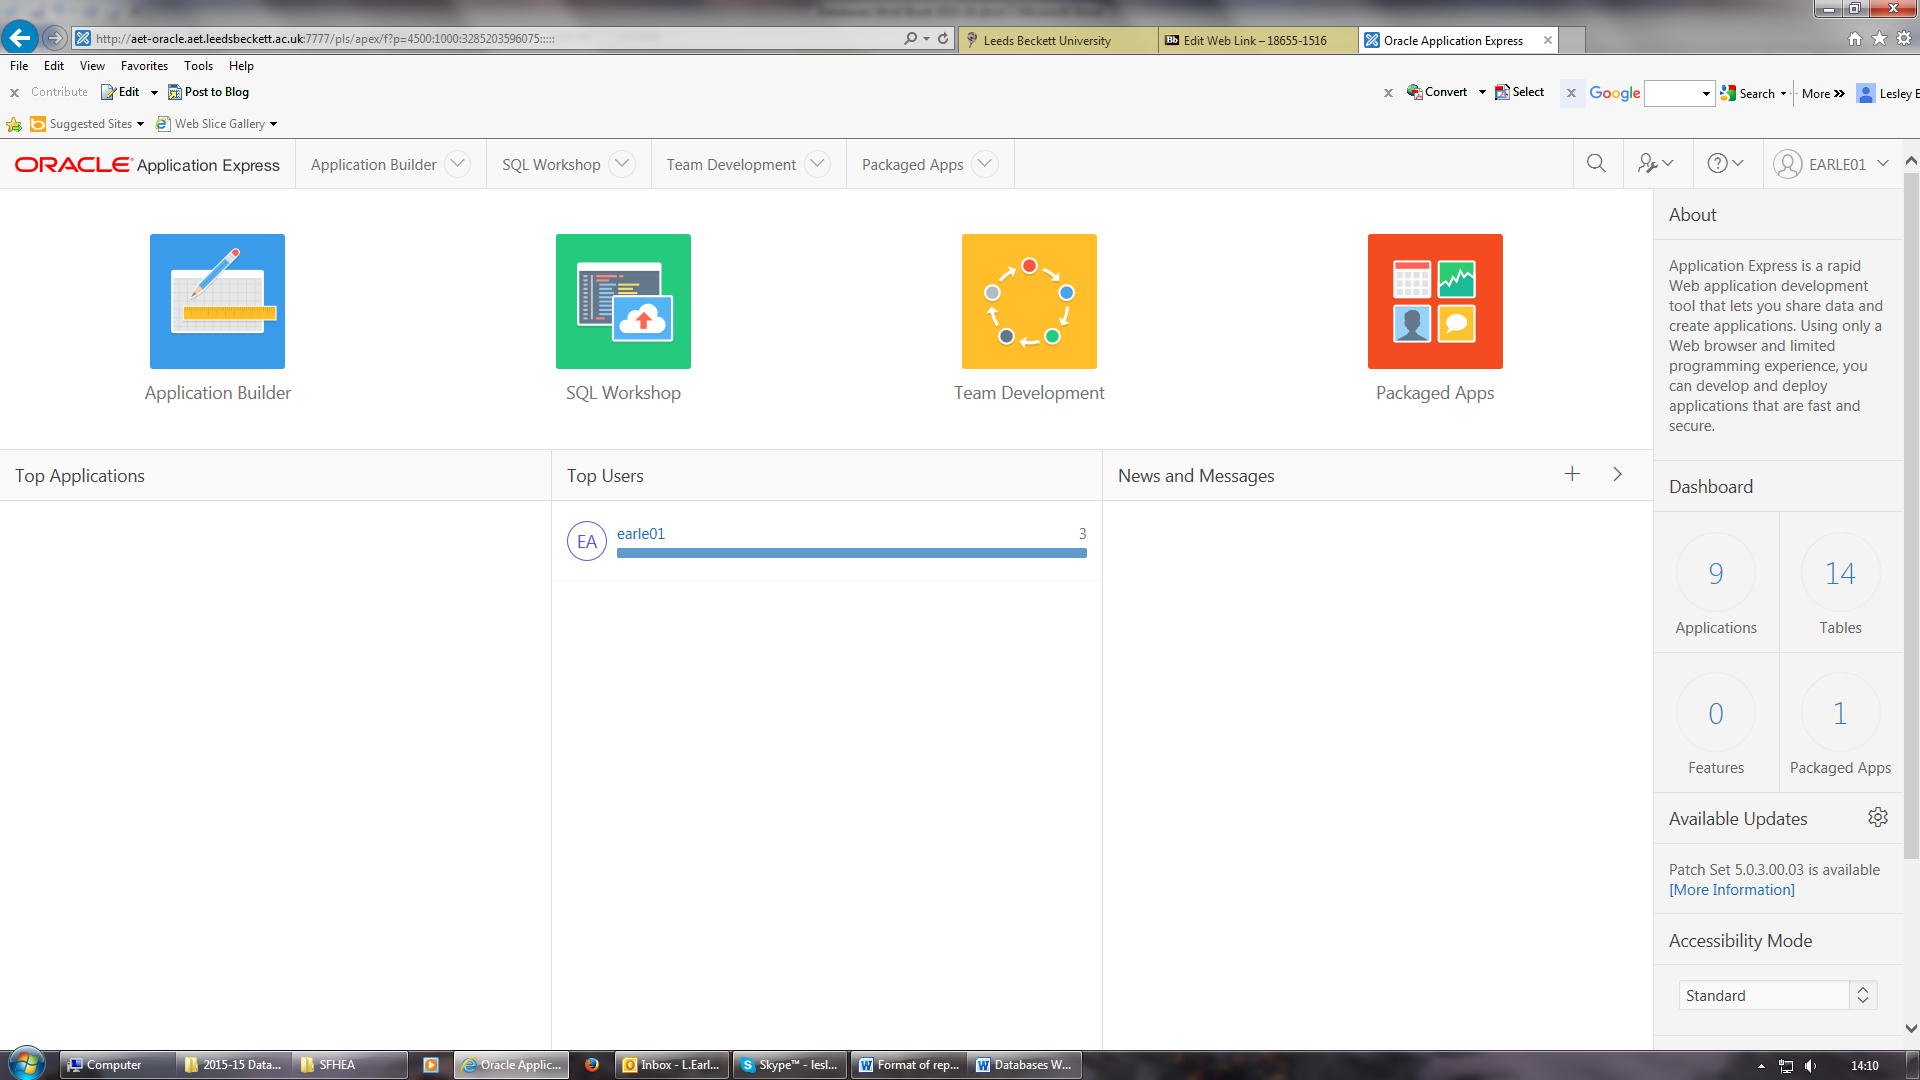 http://aet-oracle.aet.leedsbeckett.ac.uk:7777/pls/apex/f?p=4500:1000:3285203596075:::::
Leeds Beckett University
Bb Edit Web Link – 18655-1516
Oracle Application Express
File Edit View Favorites Tools Help
x Contribute Edit Post to Blog
x Convert Select
x Google Search More » Lesley E
Suggested Sites Web Slice Gallery
ORACLE Application Express
Application Builder
SQL Workshop
Team Development
Packaged Apps
EARLE01
Application Builder
SQL Workshop
Team Development
Packaged Apps
About
Application Express is a rapid
Web application development
tool that lets you share data and
create applications. Using only a
Web browser and limited
programming experience, you
can develop and deploy
applications that are fast and
secure.
Top Applications
Top Users
EA earle01 3
News and Messages
Dashboard
9
Applications
14
Tables
0
Features
1
Packaged Apps
Available Updates
Patch Set 5.0.3.00.03 is available
[More Information]
Accessibility Mode
Standard
Computer
2015-15 Data...
SFHEA
Oracle Applic...
Inbox - L.Earl...
Skype™ - lesl...
Format of rep...
Databases W...
14:10